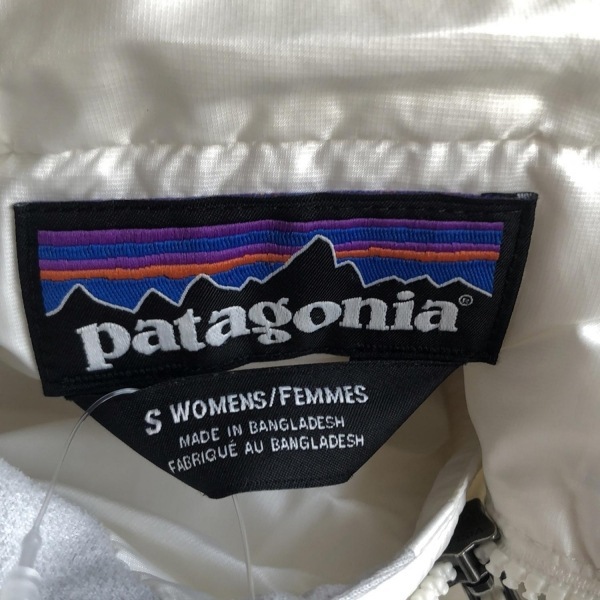 patagonia®
S WOMENS/FEMMES
MADE IN BANGLADESH
FABRIQUÉ AU BANGLADESH